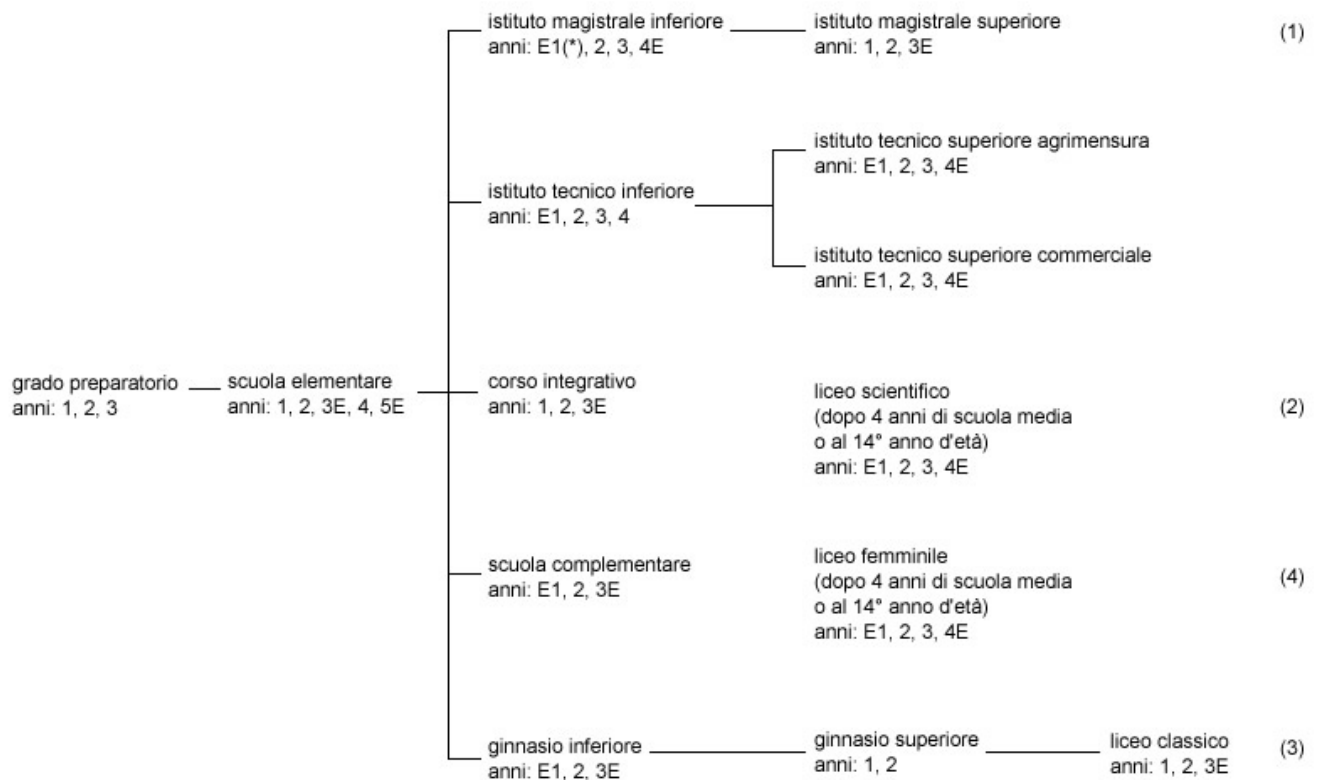 istituto magistrale inferiore
anni: E1(*), 2, 3, 4E
istituto magistrale superiore
anni: 1, 2, 3E
(1)
istituto tecnico inferiore
anni: E1, 2, 3, 4
istituto tecnico superiore agrimensura
anni: E1, 2, 3, 4E
istituto tecnico superiore commerciale
anni: E1, 2, 3, 4E
grado preparatorio
anni: 1, 2, 3
scuola elementare
anni: 1, 2, 3E, 4, 5E
corso integrativo
anni: 1, 2, 3E
liceo scientifico
(dopo 4 anni di scuola media
o al 14° anno d'età)
anni: E1, 2, 3, 4E
(2)
scuola complementare
anni: E1, 2, 3E
liceo femminile
(dopo 4 anni di scuola media
o al 14° anno d'età)
anni: E1, 2, 3, 4E
(4)
ginnasio inferiore
anni: E1, 2, 3E
ginnasio superiore
anni: 1, 2
liceo classico
anni: 1, 2, 3E
(3)